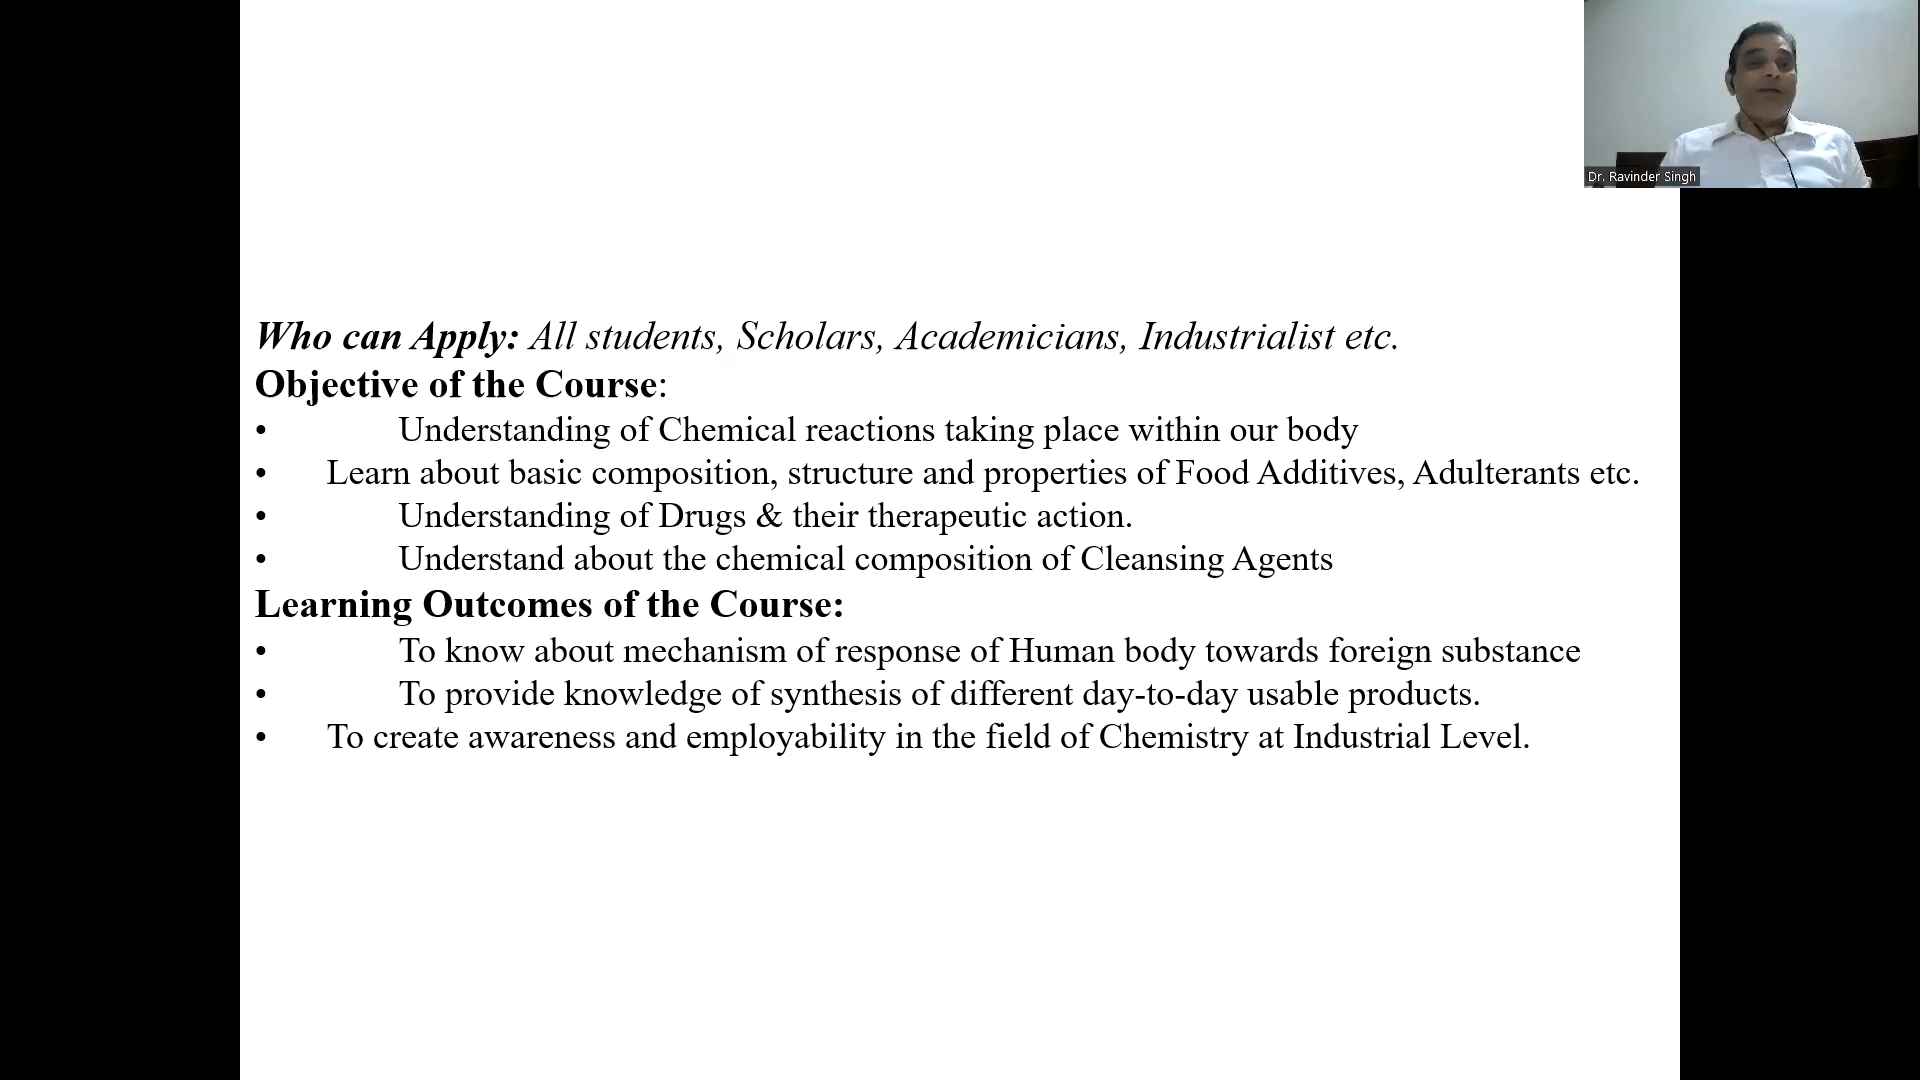 Dr. Ravinder Singh
Who can Apply: All students, Scholars, Academicians, Industrialist etc.
Objective of the Course:
• Understanding of Chemical reactions taking place within our body
• Learn about basic composition, structure and properties of Food Additives, Adulterants etc.
• Understanding of Drugs & their therapeutic action.
• Understand about the chemical composition of Cleansing Agents
Learning Outcomes of the Course:
• To know about mechanism of response of Human body towards foreign substance
• To provide knowledge of synthesis of different day-to-day usable products.
• To create awareness and employability in the field of Chemistry at Industrial Level.